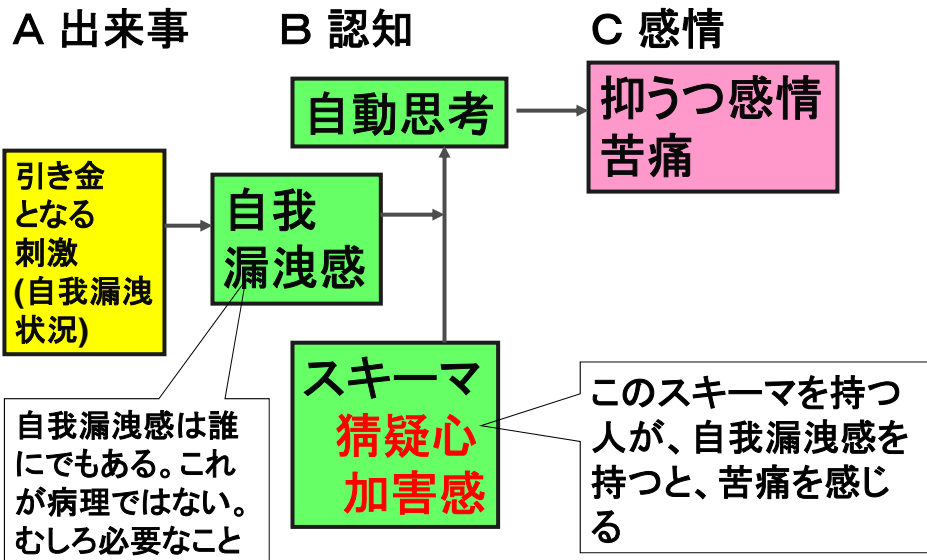 A 出来事
B 認知
C 感情
自動思考
抑うつ感情
苦痛
引き金
となる
刺激
(自我漏洩
状況)
自我
漏洩感
スキーマ
猜疑心
加害感
自我漏洩感は誰
にでもある。これ
が病理ではない。
むしろ必要なこと
このスキーマを持つ
人が、自我漏洩感を
持つと、苦痛を感じ
る